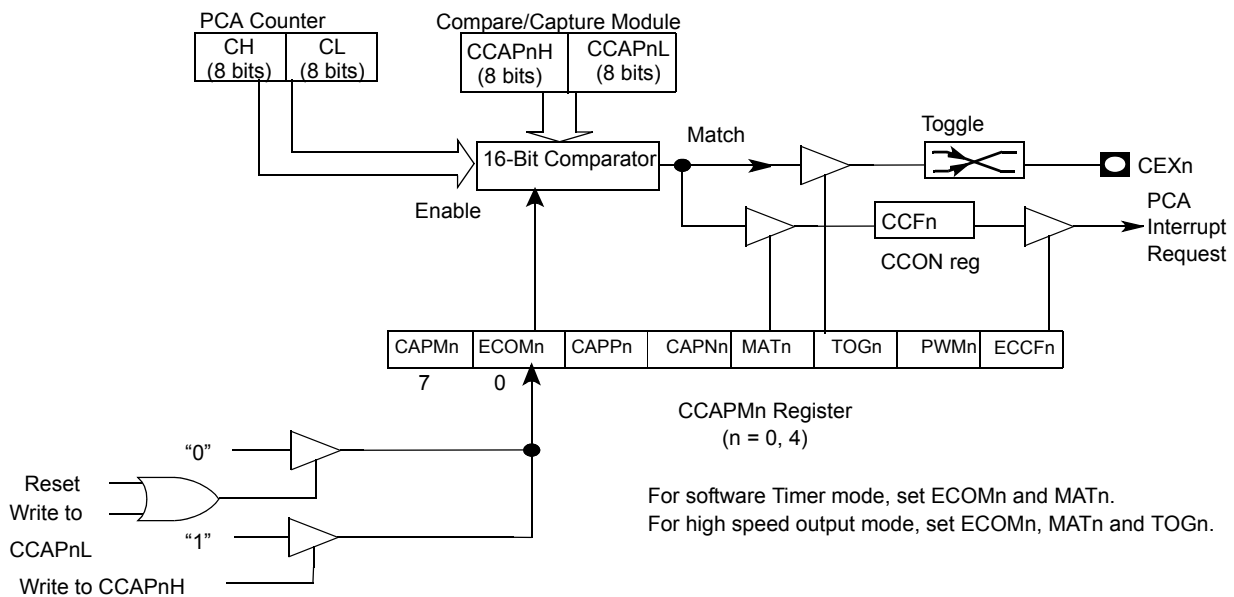 PCA Counter
CH
(8 bits)
CL
(8 bits)
Compare/Capture Module
CCAPnH
(8 bits)
CCAPnL
(8 bits)
16-Bit Comparator
Match
Toggle
CEXn
Enable
CCFn
CCON reg
PCA
Interrupt
Request
CAPMn
ECOMn
CAPPn
CAPNn
MATn
TOGn
PWMn
ECCFn
7
0
CCAPMn Register
(n = 0, 4)
“0”
Reset
Write to
CCAPnL
“1”
Write to CCAPnH
For software Timer mode, set ECOMn and MATn.
For high speed output mode, set ECOMn, MATn and TOGn.